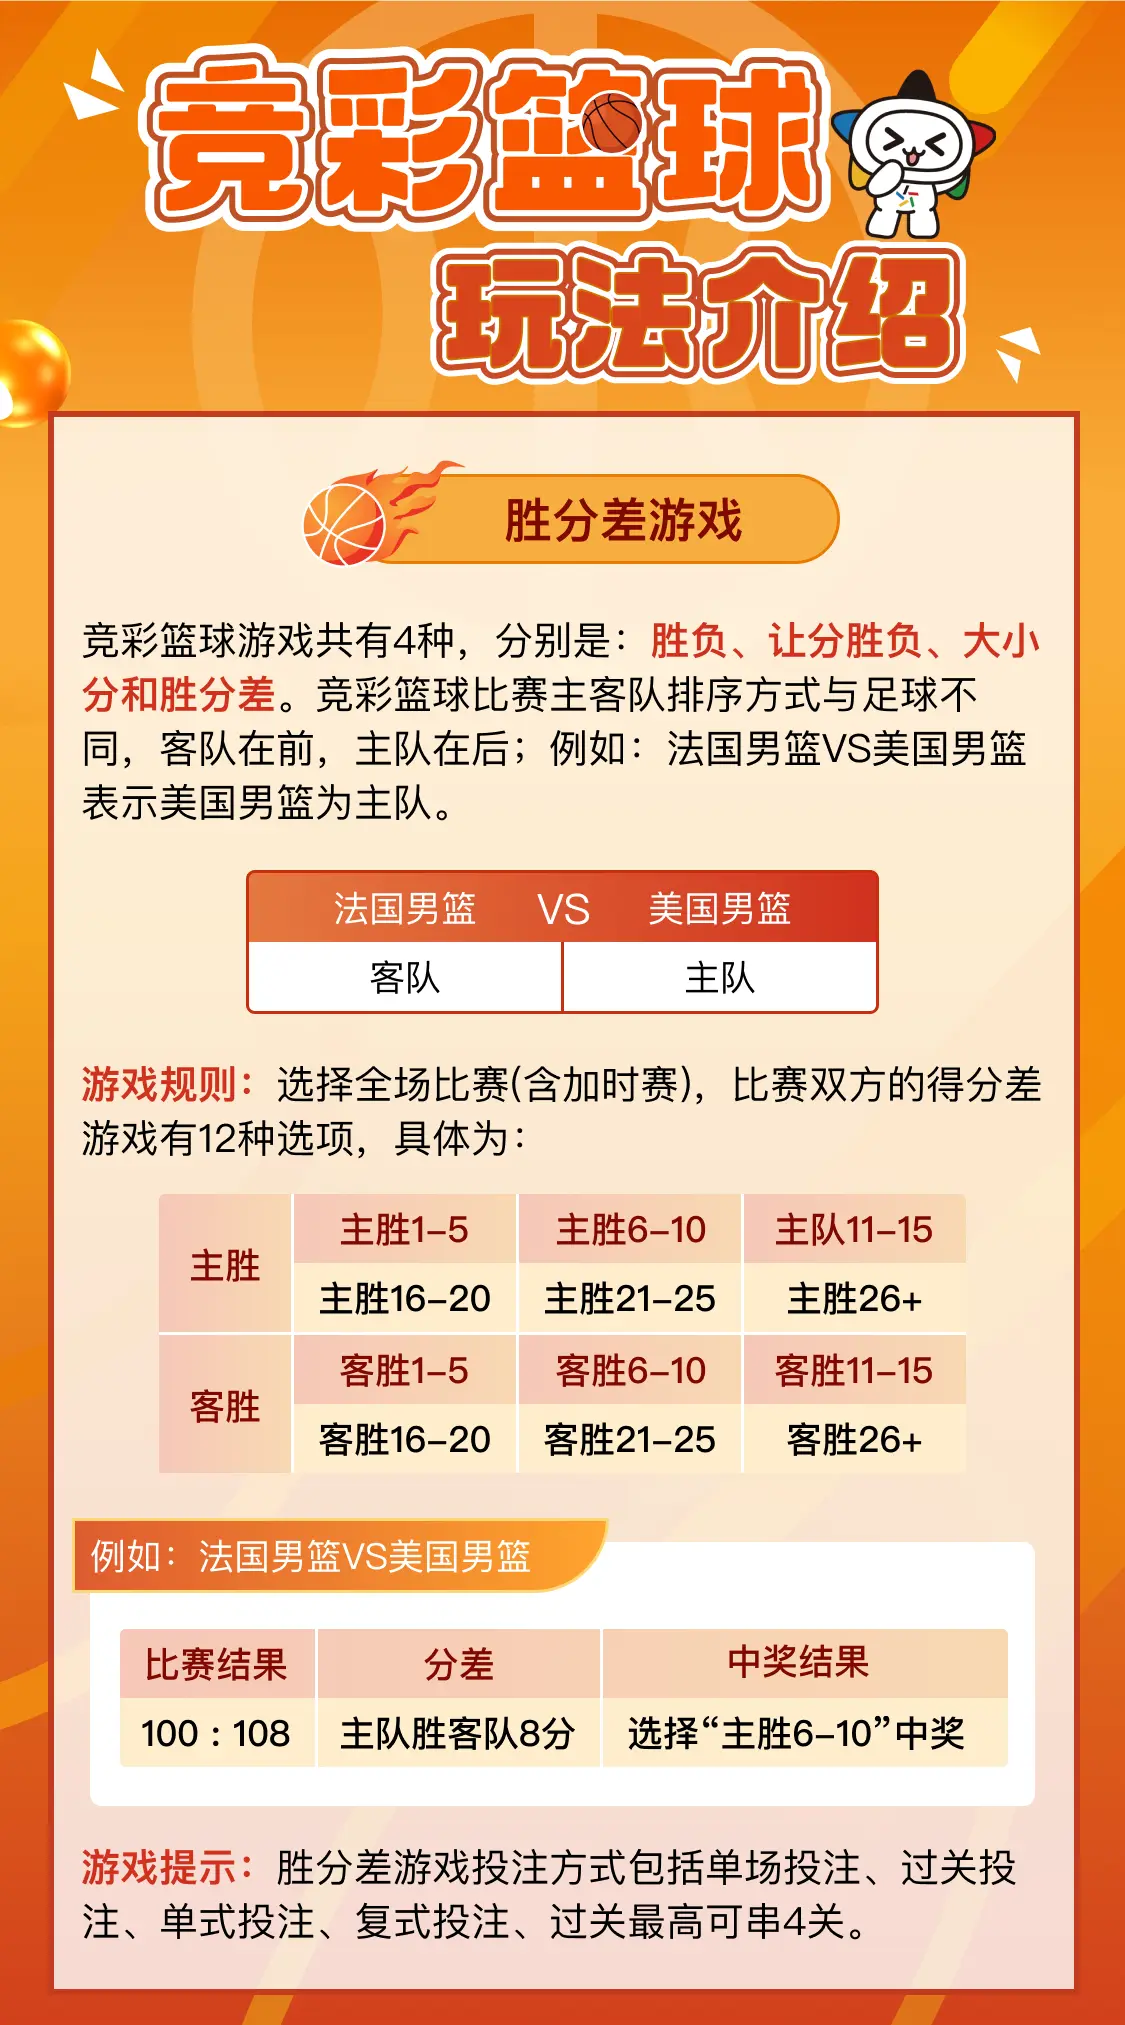 竞彩篮球
玩法介绍
胜分差游戏
竞彩篮球游戏共有4种，分别是：胜负、让分胜负、大小
分和胜分差。竞彩篮球比赛主客队排序方式与足球不
同，客队在前，主队在后；例如：法国男篮VS美国男篮
表示美国男篮为主队。
法国男篮 VS 美国男篮
客队 主队
游戏规则：选择全场比赛(含加时赛)，比赛双方的得分差
游戏有12种选项，具体为：
主胜
主胜1-5 主胜6-10 主队11-15
主胜16-20 主胜21-25 主胜26+
客胜
客胜1-5 客胜6-10 客胜11-15
客胜16-20 客胜21-25 客胜26+
例如：法国男篮VS美国男篮
比赛结果 分差 中奖结果
100 : 108 主队胜客队8分 选择“主胜6-10”中奖
游戏提示：胜分差游戏投注方式包括单场投注、过关投
注、单式投注、复式投注、过关最高可串4关。